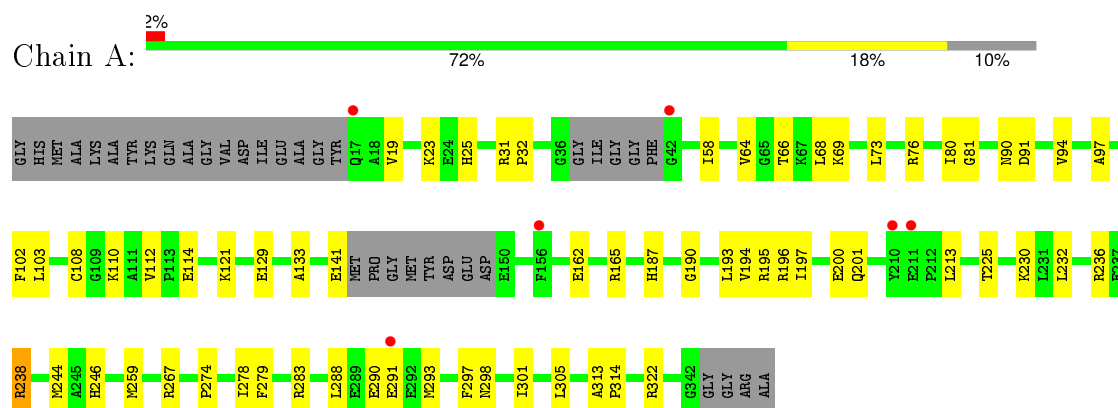 2%
Chain A:
72% 18% 10%
GLY HIS MET ALA LYS ALA TYR LYS GLN ALA GLY VAL ASP ILE GLU ALA GLY TYR Q17 A18 V19 K23 E24 H25 R31 P32 G36 GLY ILE GLY GLY PHE G42 I58 V64 G65 T66 K67 L68 K69 L73 R76 I80 G81 N90 D91 V94 A97
F102 L103 C108 G109 K110 A111 V112 P113 E114 K121 E129 A133 E141 MET PRO GLY MET TYR ASP GLU ASP E150 F156 E162 R165 H187 G190 L193 V194 R195 R196 I197 E200 Q201 Y210 E211 P212 L213 T225 K230 L231 L232 R236
R238 M244 A245 H246 M259 R267 P274 I278 F279 R283 L288 E289 E290 E291 E292 M293 F297 N298 I301 L305 A313 P314 R322 G342 GLY GLY ARG ALA